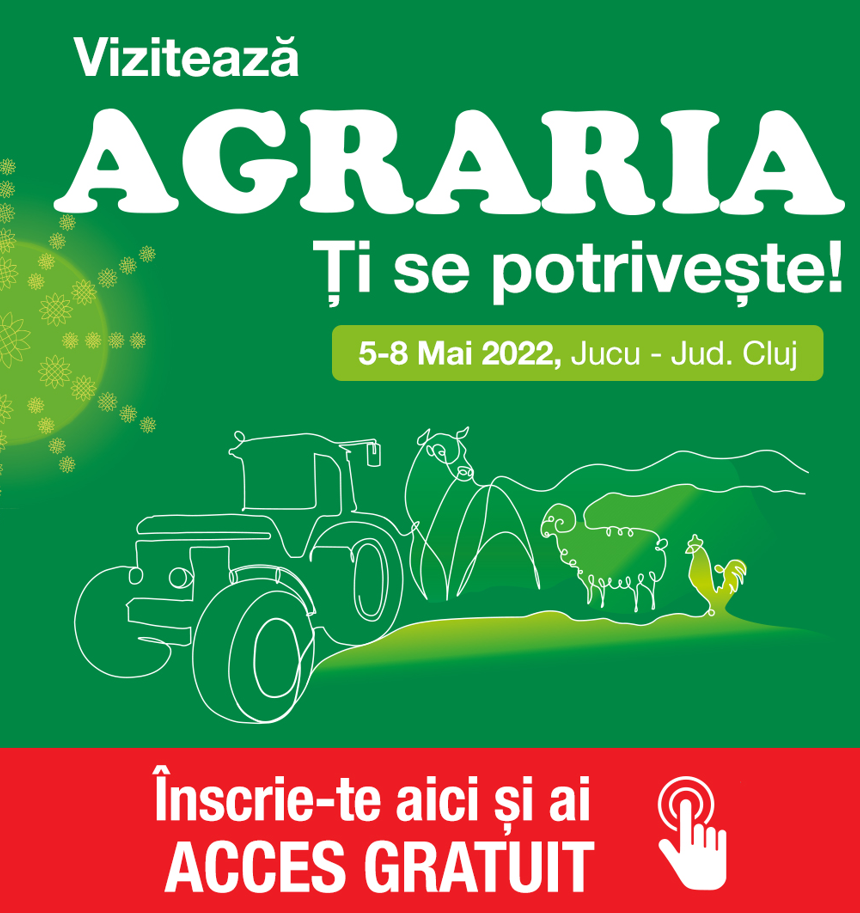 Vizitează
AGRARIA
Ți se potrivește!
5-8 Mai 2022, Jucu - Jud. Cluj
Înscrie-te aici și ai
ACCES GRATUIT